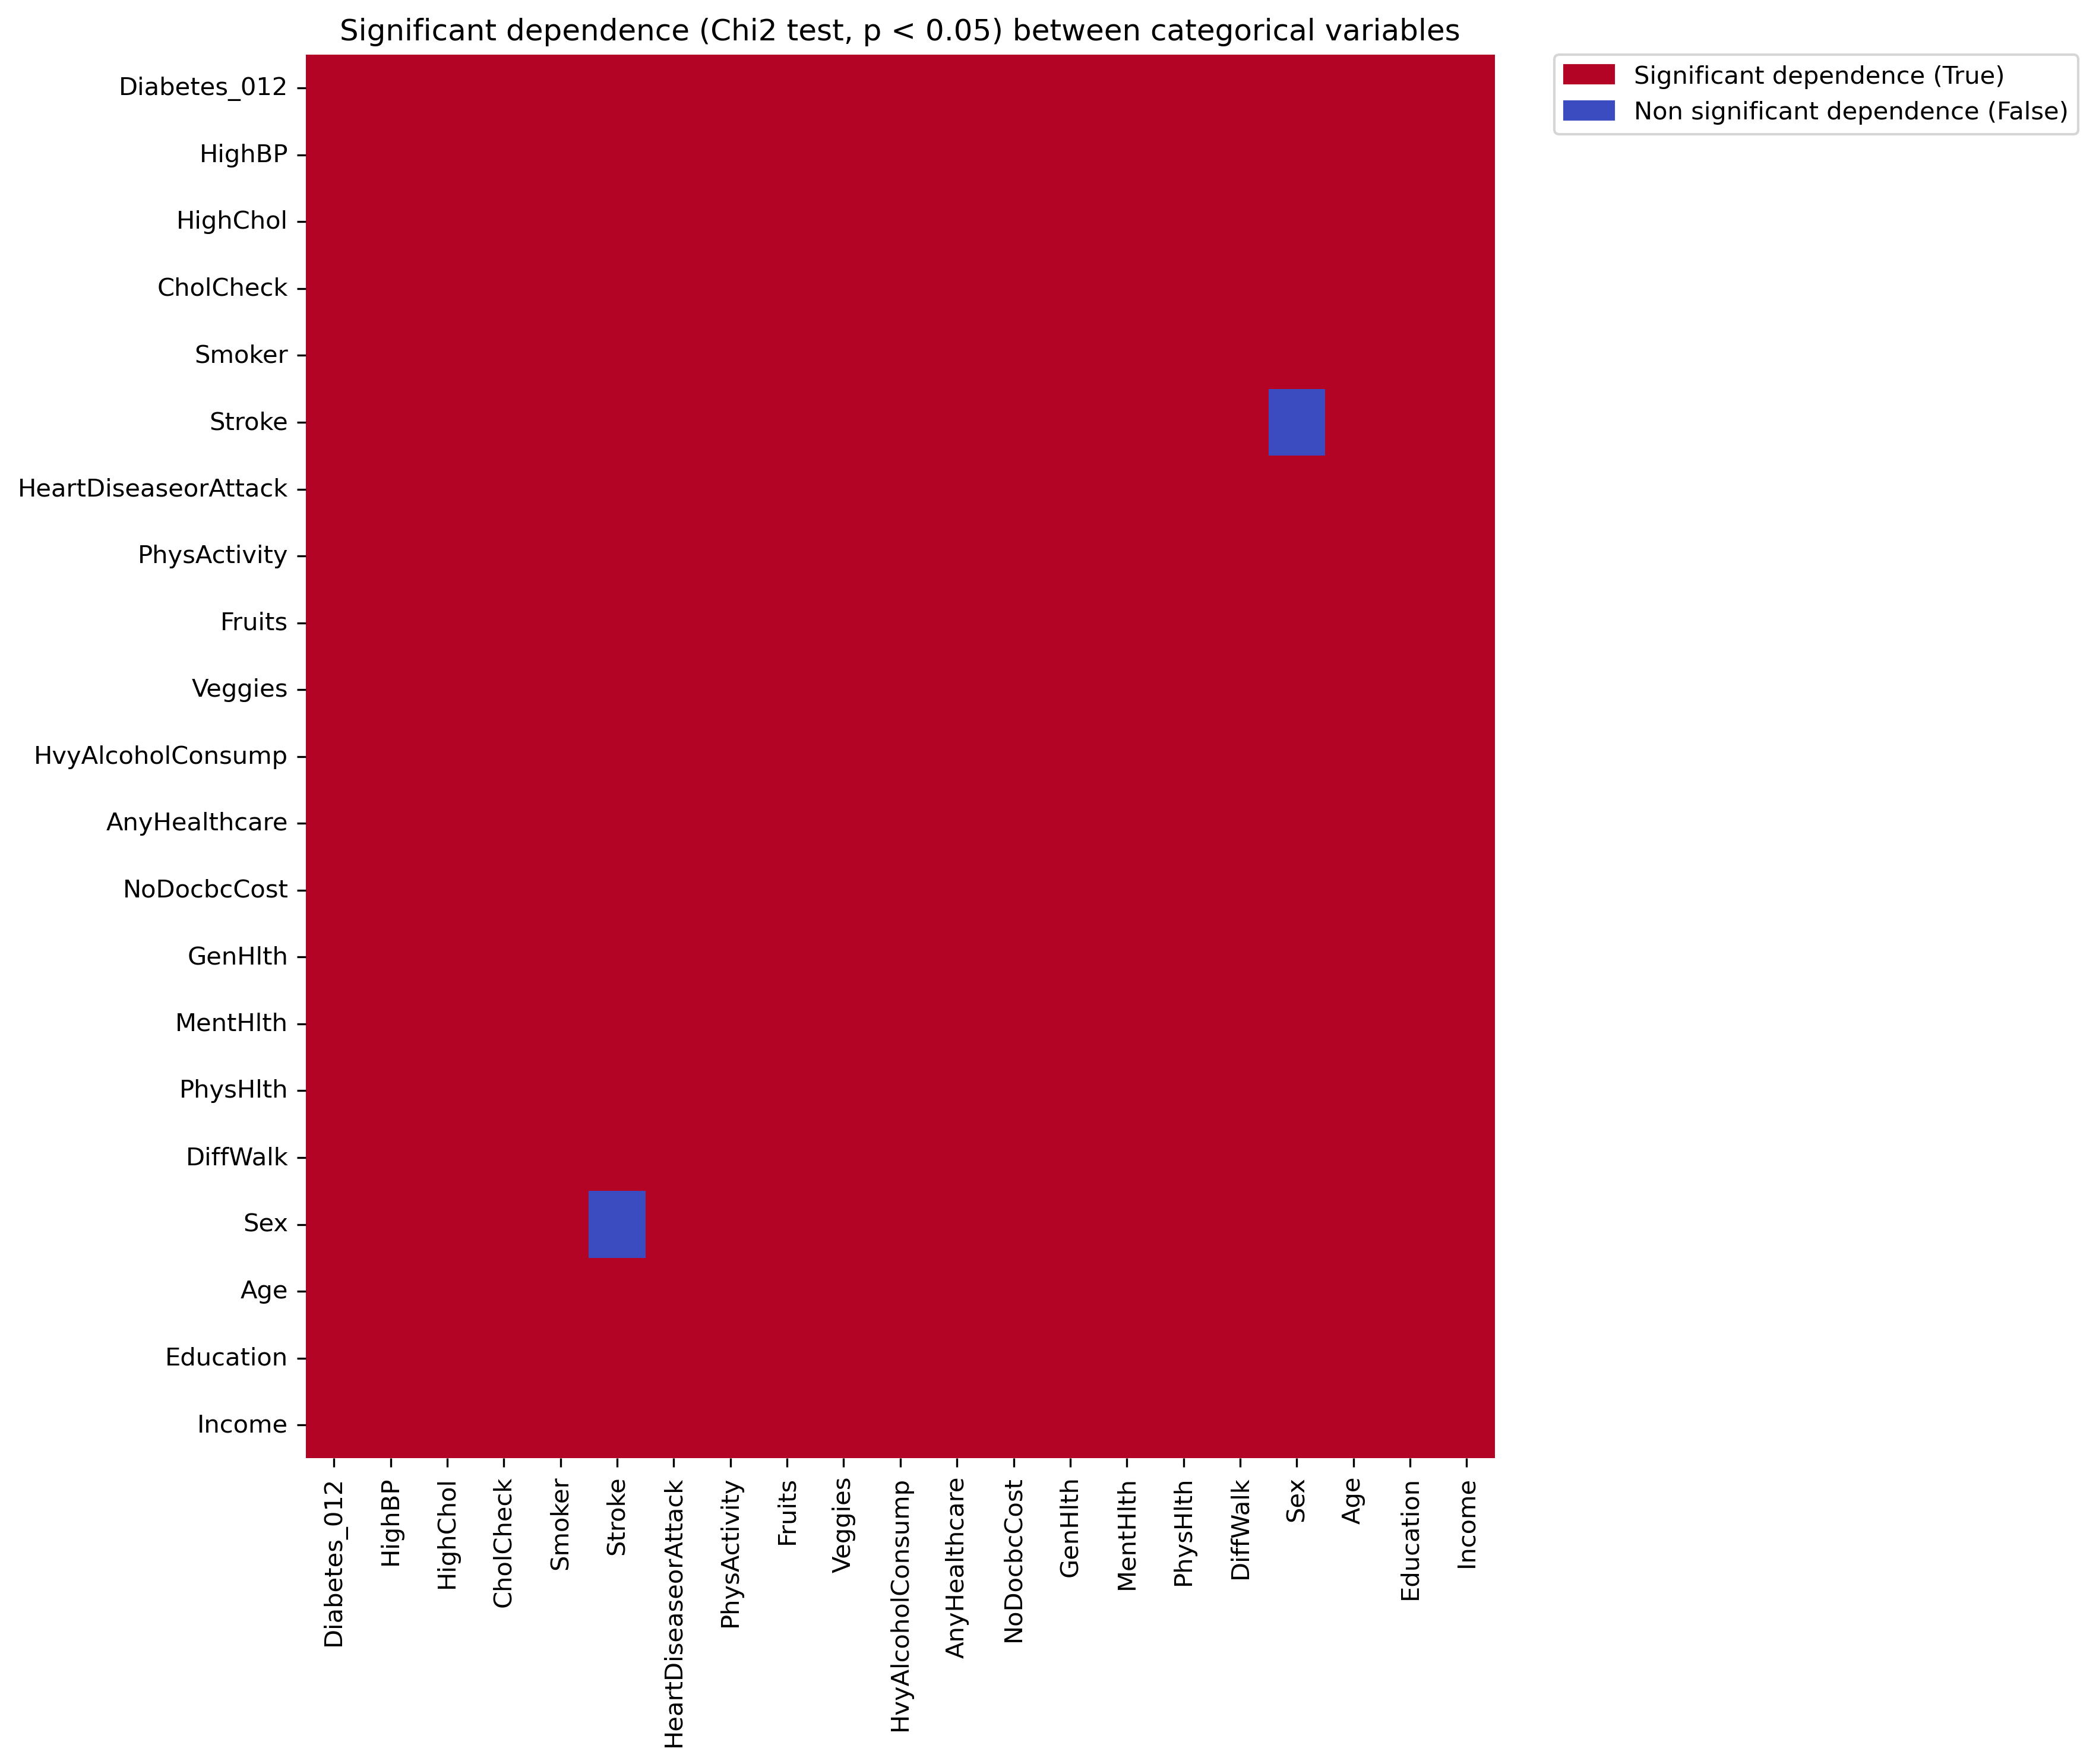 Significant dependence (Chi2 test, p < 0.05) between categorical variables
Significant dependence (True)
Non significant dependence (False)
Diabetes_012
HighBP
HighChol
CholCheck
Smoker
Stroke
HeartDiseaseorAttack
PhysActivity
Fruits
Veggies
HvyAlcoholConsump
AnyHealthcare
NoDocbcCost
GenHlth
MentHlth
PhysHlth
DiffWalk
Sex
Age
Education
Income
Diabetes_012
HighBP
HighChol
CholCheck
Smoker
Stroke
HeartDiseaseorAttack
PhysActivity
Fruits
Veggies
HvyAlcoholConsump
AnyHealthcare
NoDocbcCost
GenHlth
MentHlth
PhysHlth
DiffWalk
Sex
Age
Education
Income